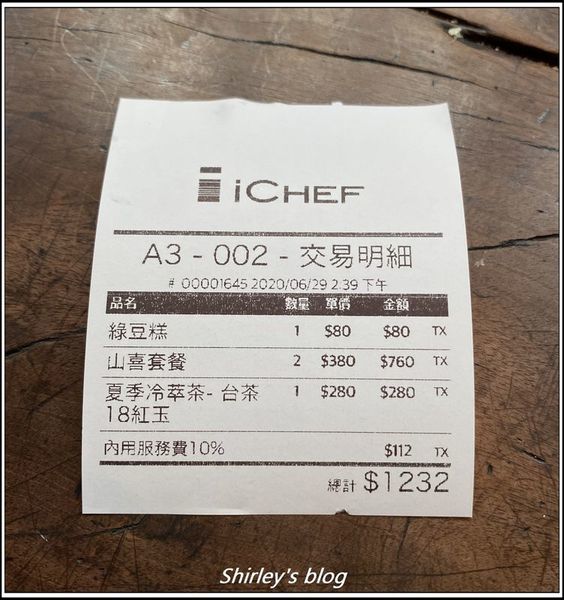 iCHEF
A3 - 002 - 交易明細
# 00001645 2020/06/29 2:39 下午
品名 數量 單價 金額
綠豆糕 1 $80 $80 TX
山喜套餐 2 $380 $760 TX
夏季冷萃茶- 台茶 1 $280 $280 TX
18紅玉
內用服務費10% $112 TX
總計 $1232
Shirley's blog